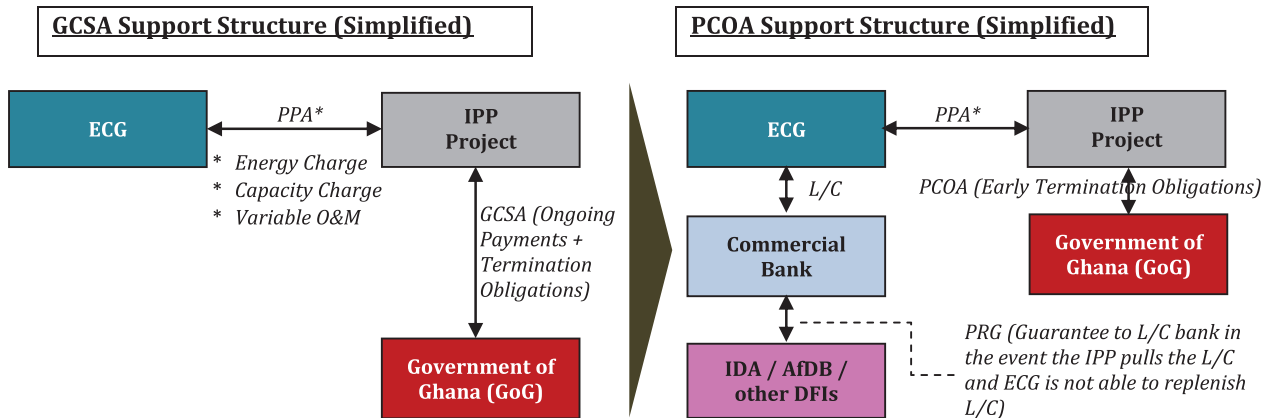 GCSA Support Structure (Simplified)
ECG
PPA*
IPP
Project
* Energy Charge
* Capacity Charge
* Variable O&M
GCSA (Ongoing
Payments +
Termination
Obligations)
Government of
Ghana (GoG)
PCOA Support Structure (Simplified)
ECG
PPA*
IPP
Project
L/C
PCOA (Early Termination Obligations)
Commercial
Bank
Government of
Ghana (GoG)
IDA / AfDB /
other DFIs
PRG (Guarantee to L/C bank in
the event the IPP pulls the L/C
and ECG is not able to replenish
L/C)